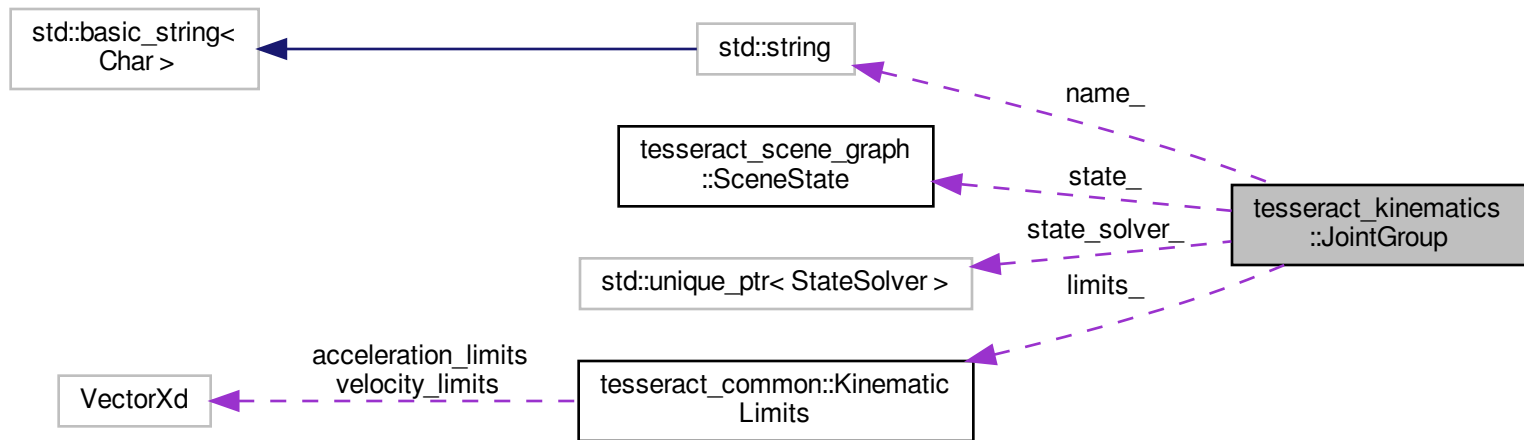 std::basic_string<
Char >
std::string
name_
tesseract_scene_graph
::SceneState
state_
tesseract_kinematics
::JointGroup
state_solver_
std::unique_ptr< StateSolver >
limits_
acceleration_limits
velocity_limits
VectorXd
tesseract_common::Kinematic
Limits